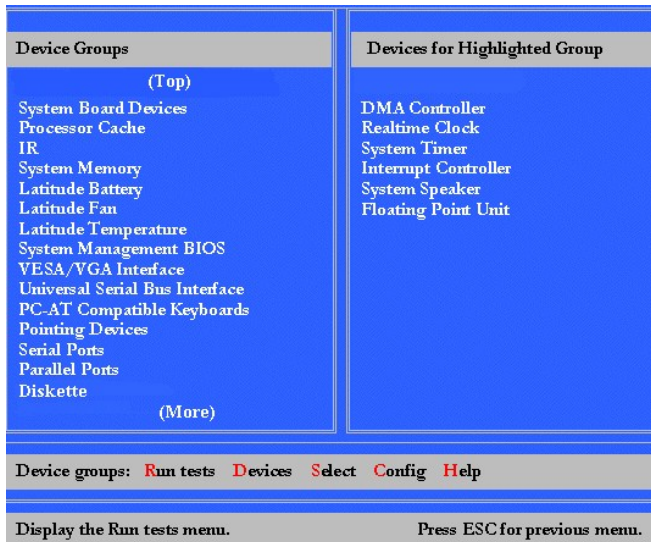 Device Groups
(Top)
System Board Devices
Processor Cache
IR
System Memory
Latitude Battery
Latitude Fan
Latitude Temperature
System Management BIOS
VESA/VGA Interface
Universal Serial Bus Interface
PC-AT Compatible Keyboards
Pointing Devices
Serial Ports
Parallel Ports
Diskette
(More)
Devices for Highlighted Group
DMA Controller
Realtime Clock
System Timer
Interrupt Controller
System Speaker
Floating Point Unit
Device groups: Run tests Devices Select Config Help
Display the Run tests menu. Press ESC for previous menu.